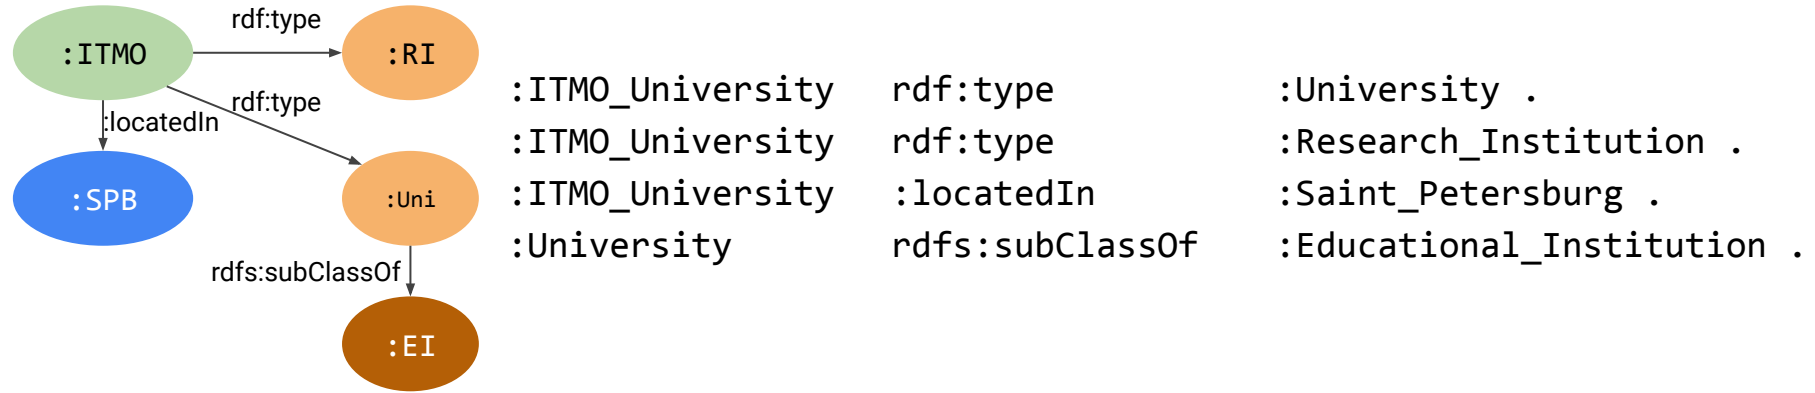 rdf:type
:ITMO
:RI
rdf:type
:locatedIn
:SPB
:Uni
rdfs:subClassOf
:EI
:ITMO_University rdf:type :University .
:ITMO_University rdf:type :Research_Institution .
:ITMO_University :locatedIn :Saint_Petersburg .
:University rdfs:subClassOf :Educational_Institution .